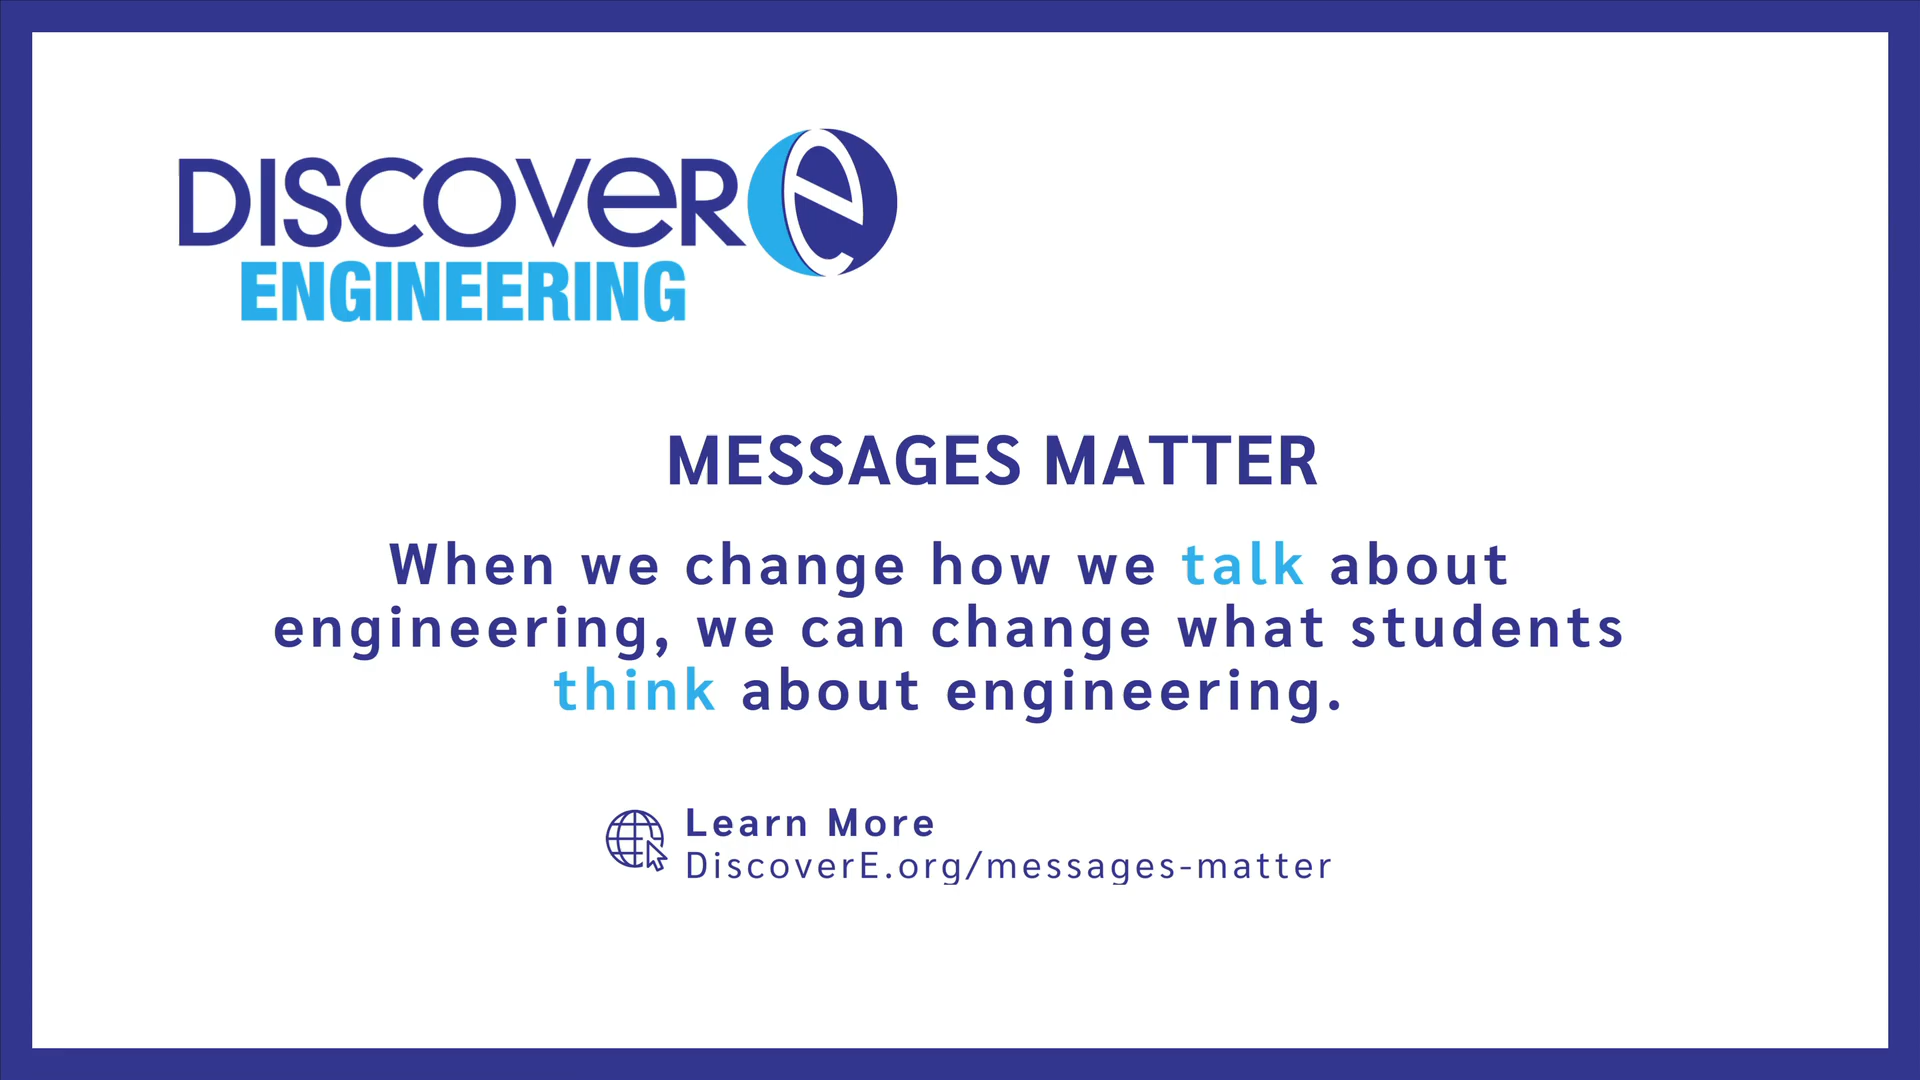 DISCOVER e
ENGINEERING
MESSAGES MATTER
When we change how we talk about
engineering, we can change what students
think about engineering.
Learn More
DiscoverE.org/messages-matter